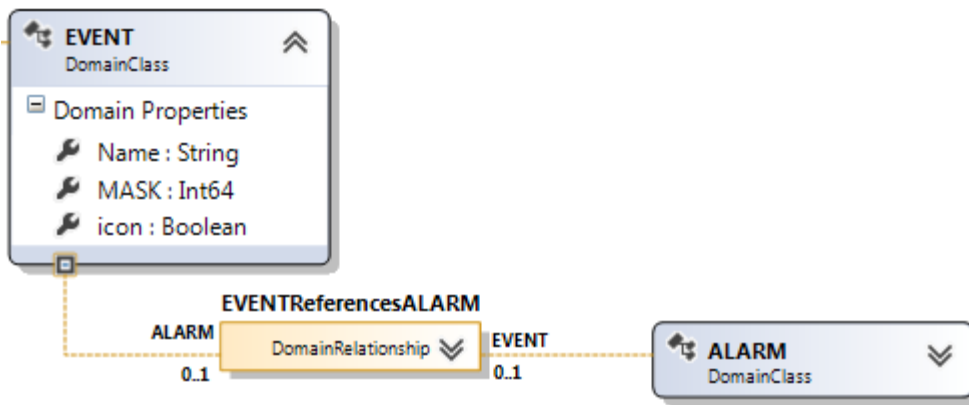 EVENT
DomainClass
Domain Properties
Name : String
MASK : Int64
icon : Boolean
EVENTReferencesALARM
ALARM
DomainRelationship
EVENT
0..1
0..1
ALARM
DomainClass